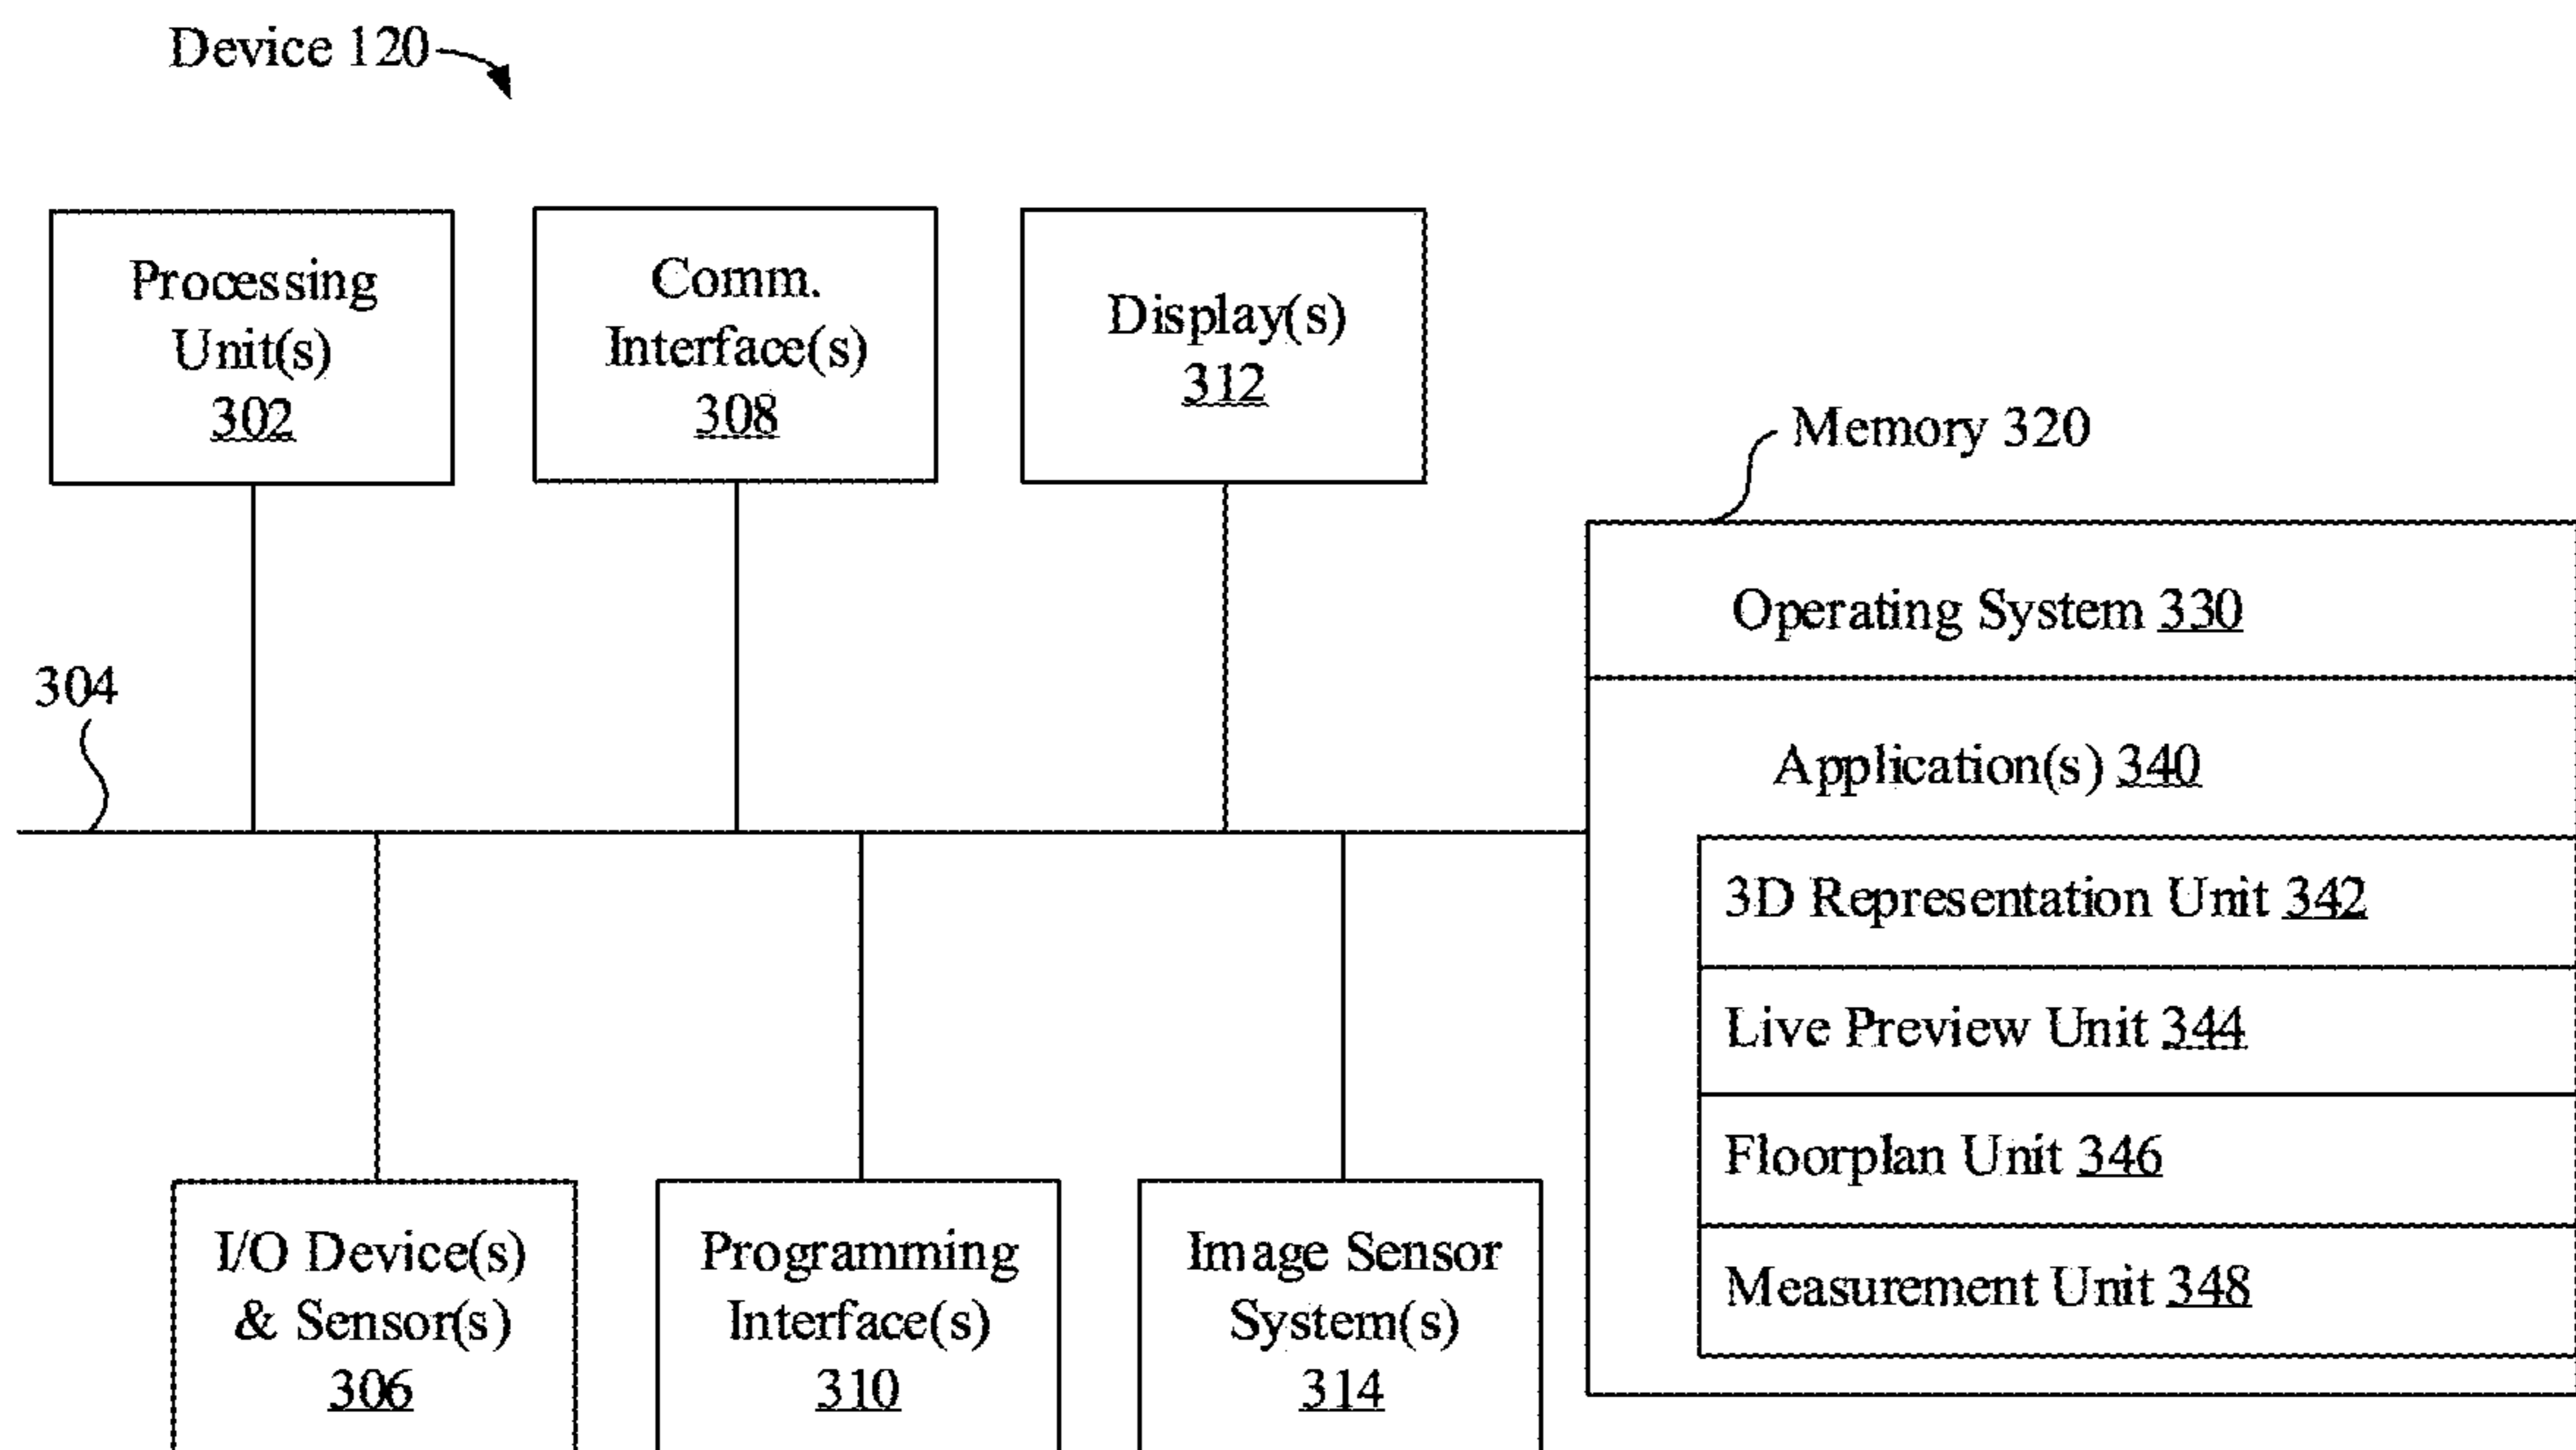 Device 120
Processing
Unit(s)
302
Comm.
Interface(s)
308
Display(s)
312
Memory 320
Operating System 330
304
Application(s) 340
3D Representation Unit 342
Live Preview Unit 344
Floorplan Unit 346
Measurement Unit 348
I/O Device(s)
& Sensor(s)
306
Programming
Interface(s)
310
Image Sensor
System(s)
314